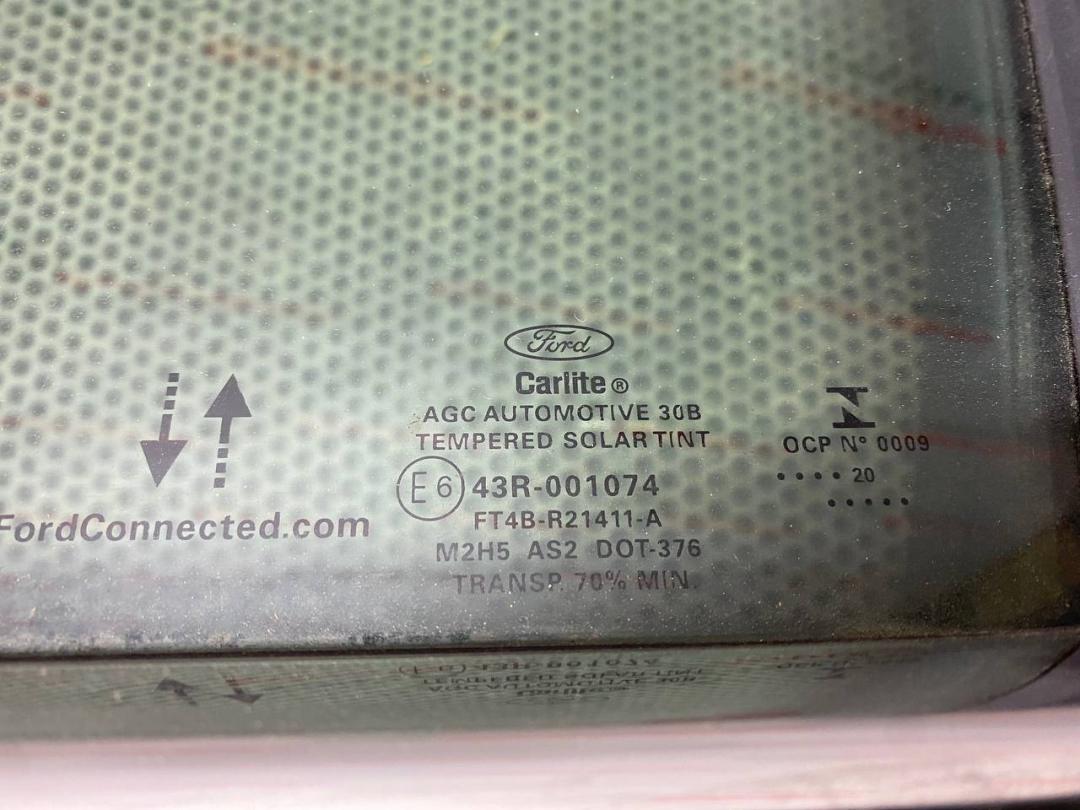 Ford
Carlite®
AGC AUTOMOTIVE 30B
TEMPERED SOLAR TINT
E6 43R-001074
FT4B-R21411-A
M2H5 AS2 DOT-376
TRANSP. 70% MIN.
OCP Nº 0009
•••• 20
•••••
FordConnected.com